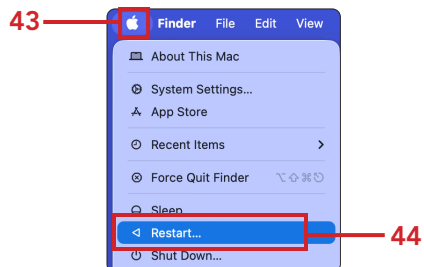 43
Finder File Edit View
About This Mac
System Settings...
App Store
Recent Items
Force Quit Finder ⌥⇧⌘⎋
Sleep
Restart...
44
Shut Down...